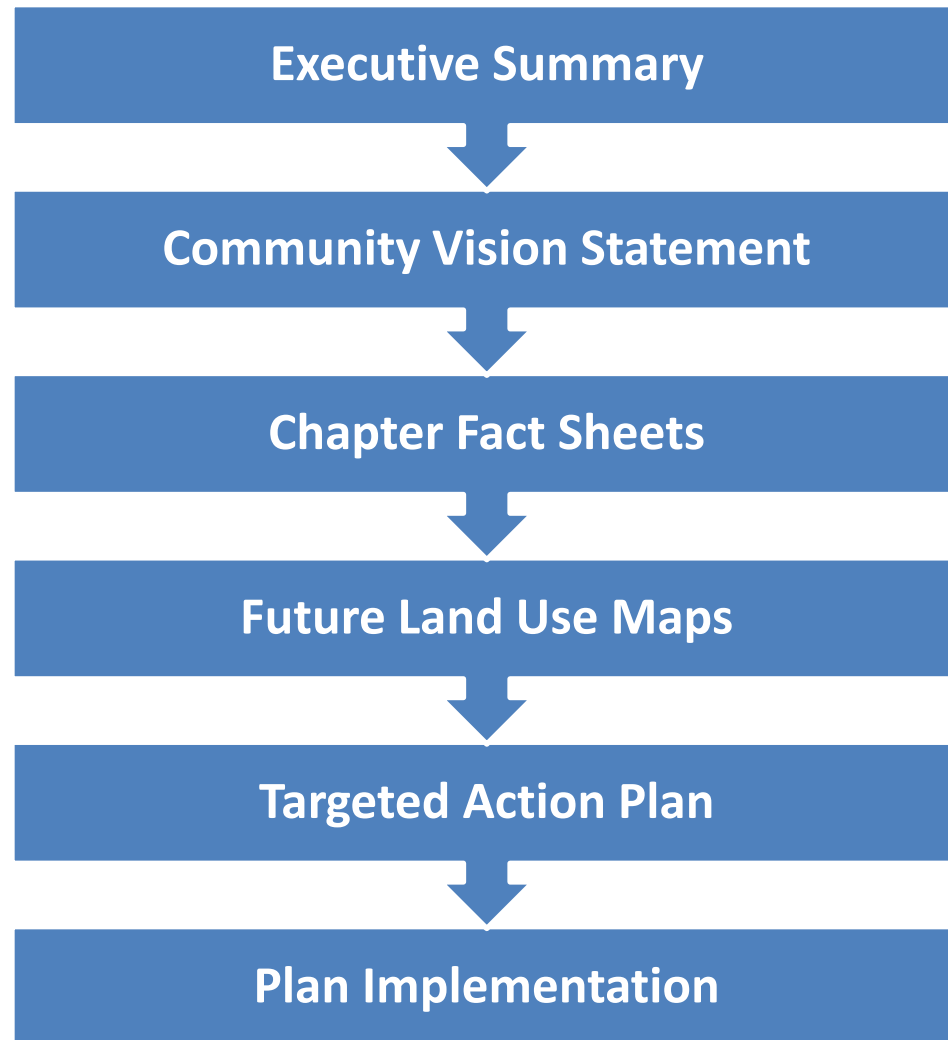 Executive Summary
Community Vision Statement
Chapter Fact Sheets
Future Land Use Maps
Targeted Action Plan
Plan Implementation